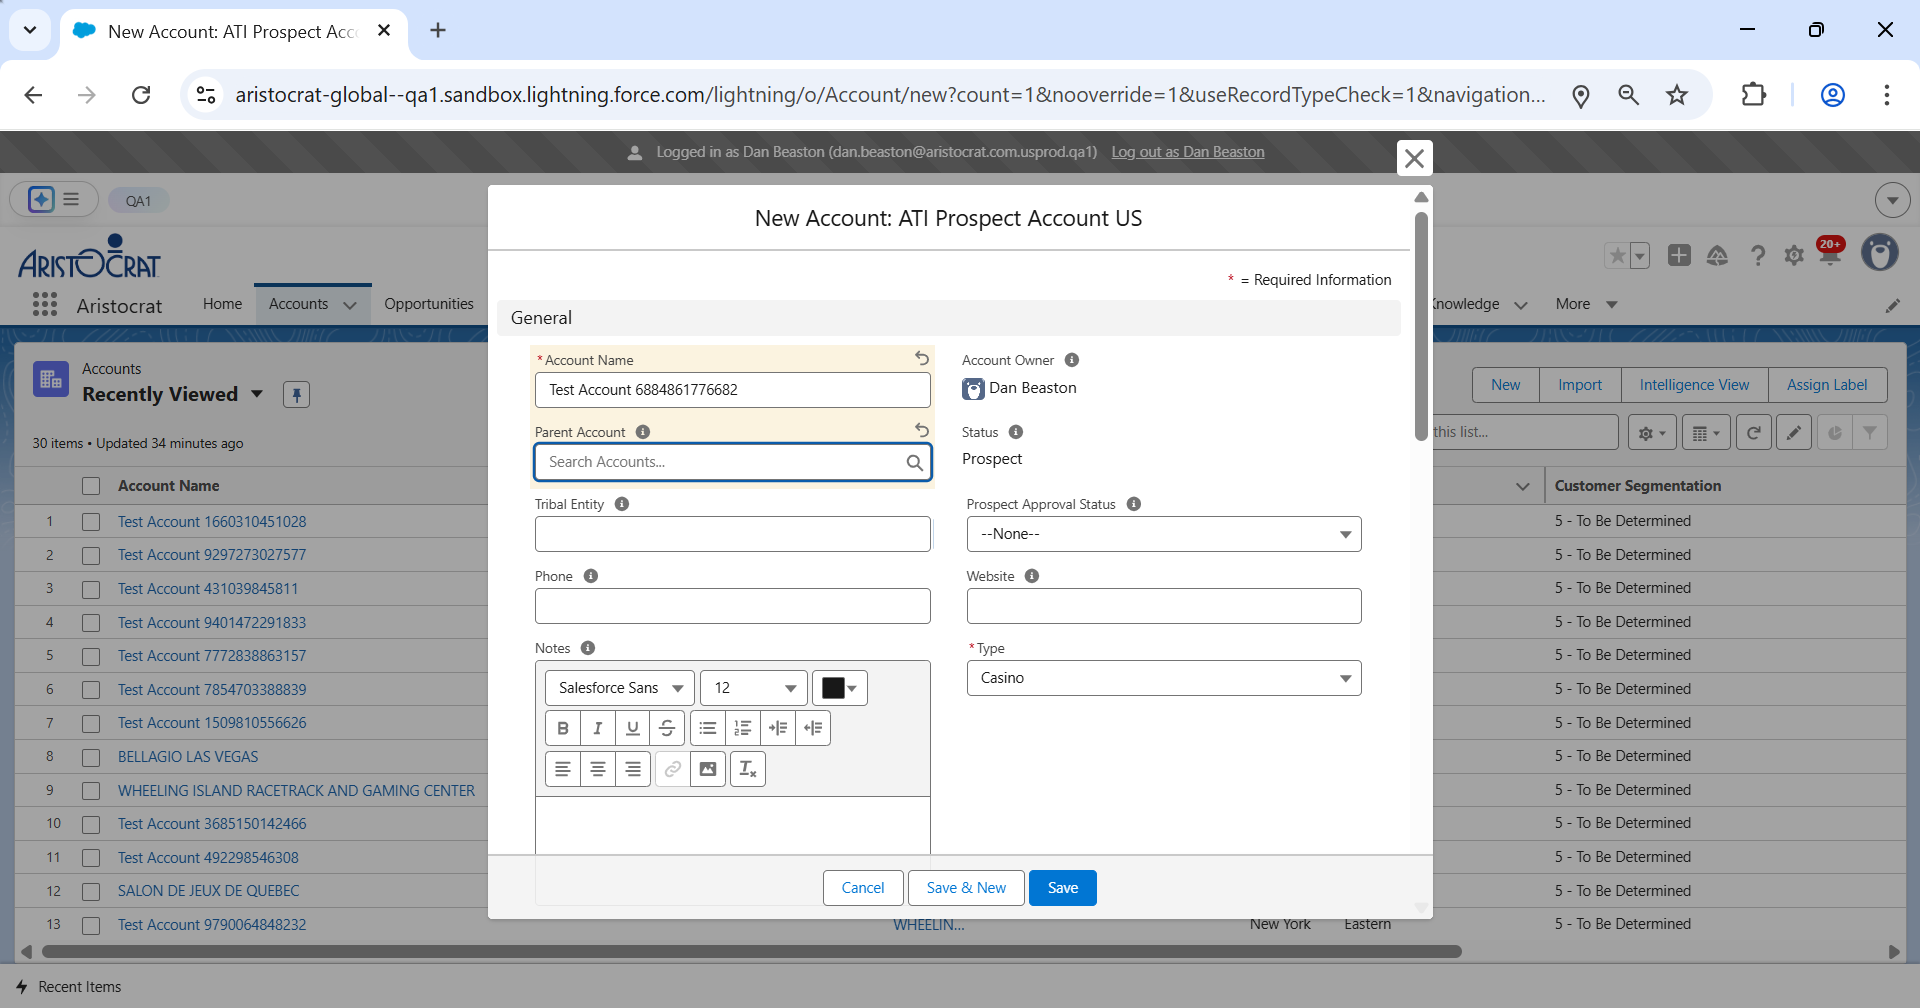 New Account: ATI Prospect Acc
aristocrat-global--qa1.sandbox.lightning.force.com/lightning/o/Account/new?count=1&nooverride=1&useRecordTypeCheck=1&navigation...
Logged in as Dan Beaston (dan.beaston@aristocrat.com.usprod.qa1) Log out as Dan Beaston
QA1
ARISTOCRAT
20+
Aristocrat Home Accounts Opportunities Knowledge More
Accounts
Recently Viewed
New Import Intelligence View Assign Label
30 items • Updated 34 minutes ago
this list...
Account Name Customer Segmentation
1 Test Account 1660310451028 5 - To Be Determined
2 Test Account 9297273027577 5 - To Be Determined
3 Test Account 431039845811 5 - To Be Determined
4 Test Account 9401472291833 5 - To Be Determined
5 Test Account 7772838863157 5 - To Be Determined
6 Test Account 7854703388839 5 - To Be Determined
7 Test Account 1509810556626 5 - To Be Determined
8 BELLAGIO LAS VEGAS 5 - To Be Determined
9 WHEELING ISLAND RACETRACK AND GAMING CENTER 5 - To Be Determined
10 Test Account 3685150142466 5 - To Be Determined
11 Test Account 492298546308 5 - To Be Determined
12 SALON DE JEUX DE QUEBEC 5 - To Be Determined
13 Test Account 9790064848232 WHEELIN... New York Eastern 5 - To Be Determined
New Account: ATI Prospect Account US
* = Required Information
General
*Account Name
Test Account 6884861776682
Account Owner
Dan Beaston
Parent Account
Search Accounts...
Status
Prospect
Tribal Entity
Prospect Approval Status
--None--
Phone
Website
Notes
*Type
Salesforce Sans 12
Casino
Cancel Save & New Save
Recent Items